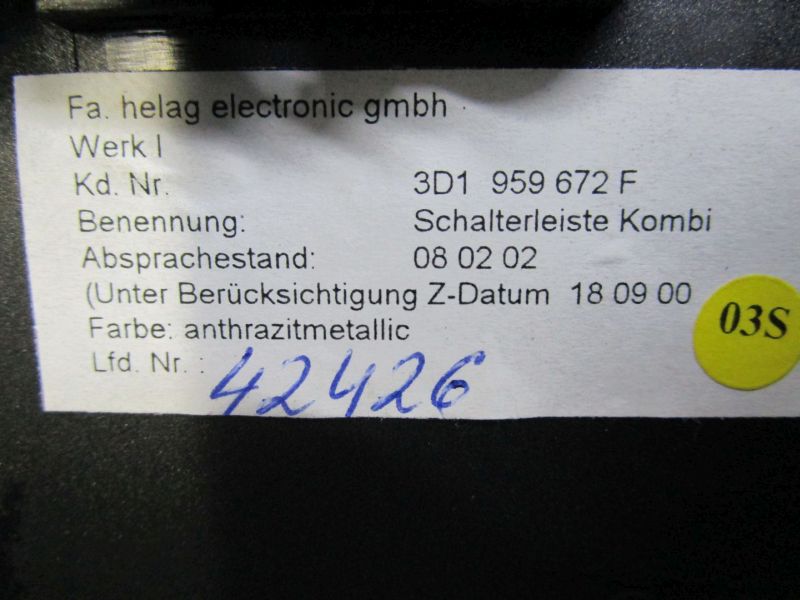 Fa. helag electronic gmbh
Werk I
Kd. Nr. 3D1 959 672 F
Benennung: Schalterleiste Kombi
Absprachestand: 08 02 02
(Unter Berücksichtigung Z-Datum 18 09 00
03S
Farbe: anthrazitmetallic
Lfd. Nr. : 42426